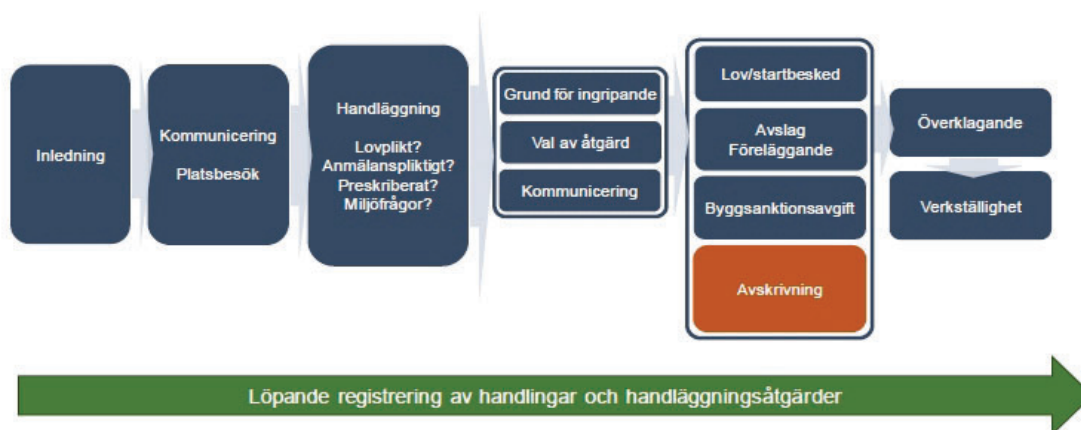 Inledning
Kommunicering
Platsbesök
Handläggning
Lovplikt?
Anmälanspliktigt?
Preskriberat?
Miljöfrågor?
Grund för ingripande
Val av åtgärd
Kommunicering
Lov/startbesked
Avslag
Föreläggande
Byggsanktionsavgift
Avskrivning
Överklagande
Verkställighet
Löpande registrering av handlingar och handläggningsåtgärder